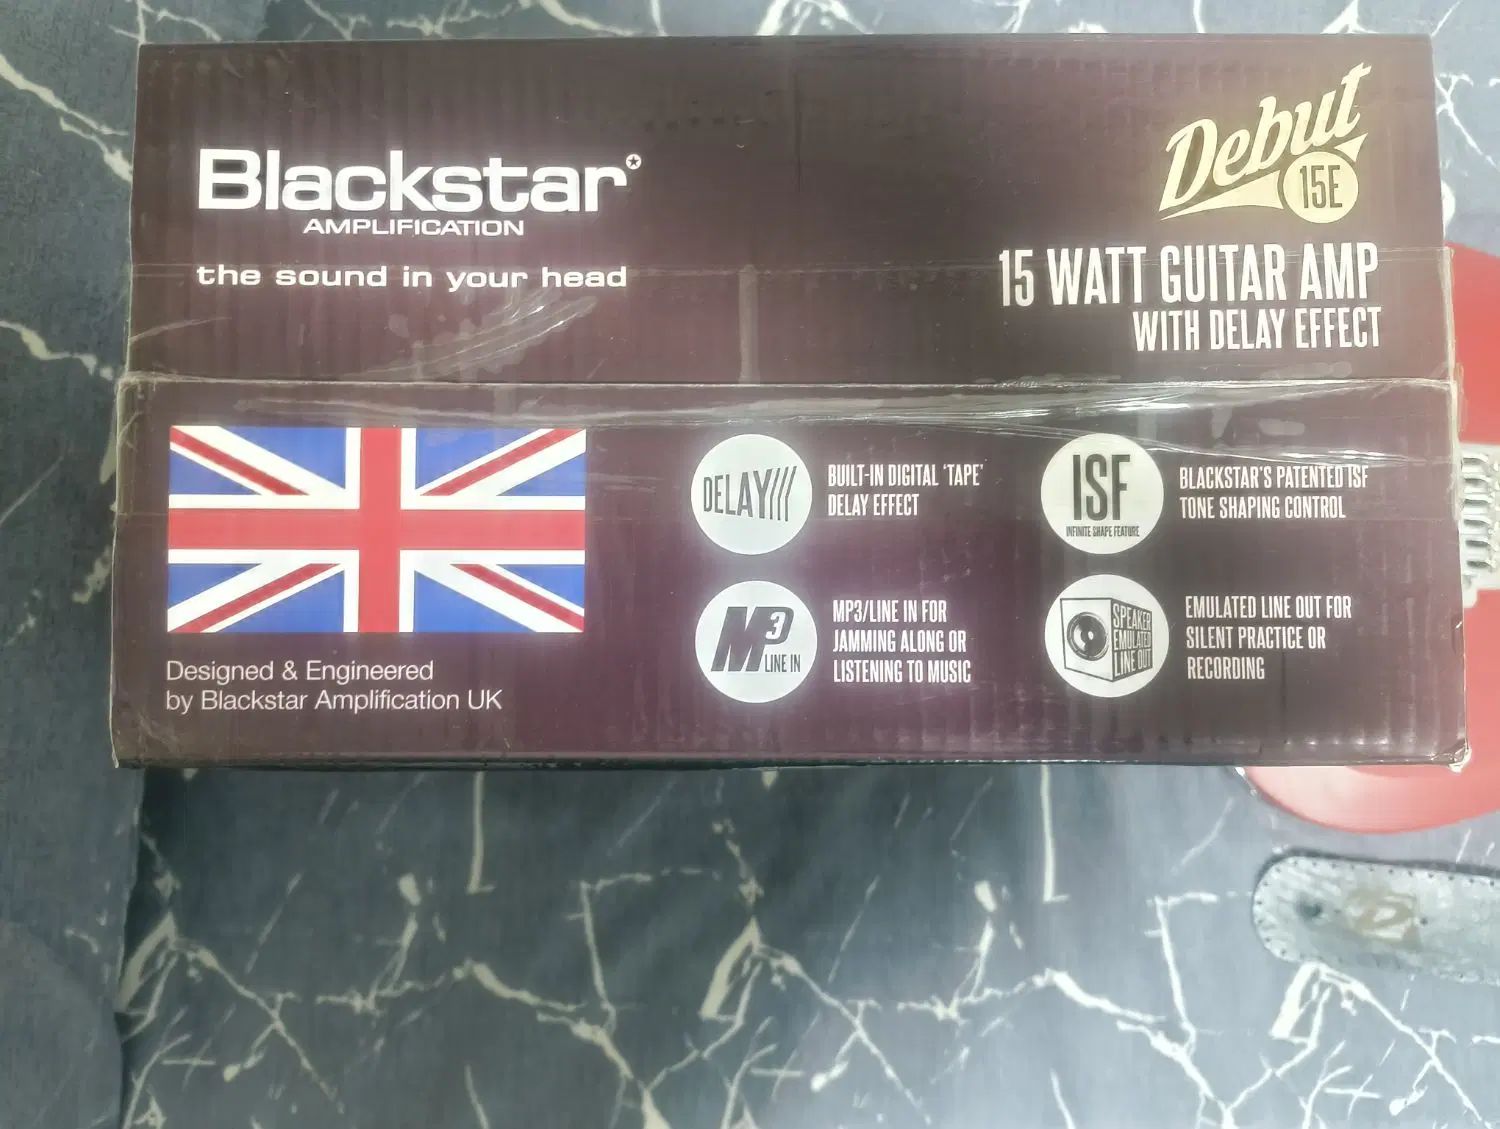 Blackstar
AMPLIFICATION
the sound in your head
Debut
15E
15 WATT GUITAR AMP
WITH DELAY EFFECT
DELAY
BUILT-IN DIGITAL ‘TAPE’
DELAY EFFECT
ISF
INFINITE SHAPE FEATURE
BLACKSTAR'S PATENTED ISF
TONE SHAPING CONTROL
MP3
LINE IN
MP3/LINE IN FOR
JAMMING ALONG OR
LISTENING TO MUSIC
SPEAKER
EMULATED
LINE OUT
EMULATED LINE OUT FOR
SILENT PRACTICE OR
RECORDING
Designed & Engineered
by Blackstar Amplification UK